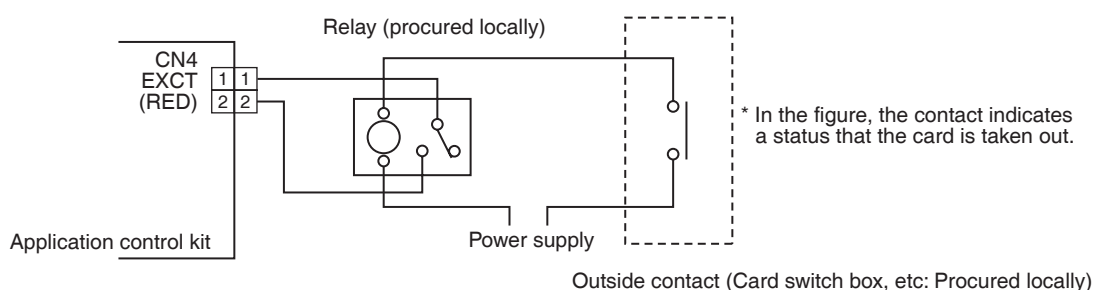 Relay (procured locally)
CN4
EXCT
(RED)
1 1
2 2
* In the figure, the contact indicates
a status that the card is taken out.
Application control kit
Power supply
Outside contact (Card switch box, etc: Procured locally)